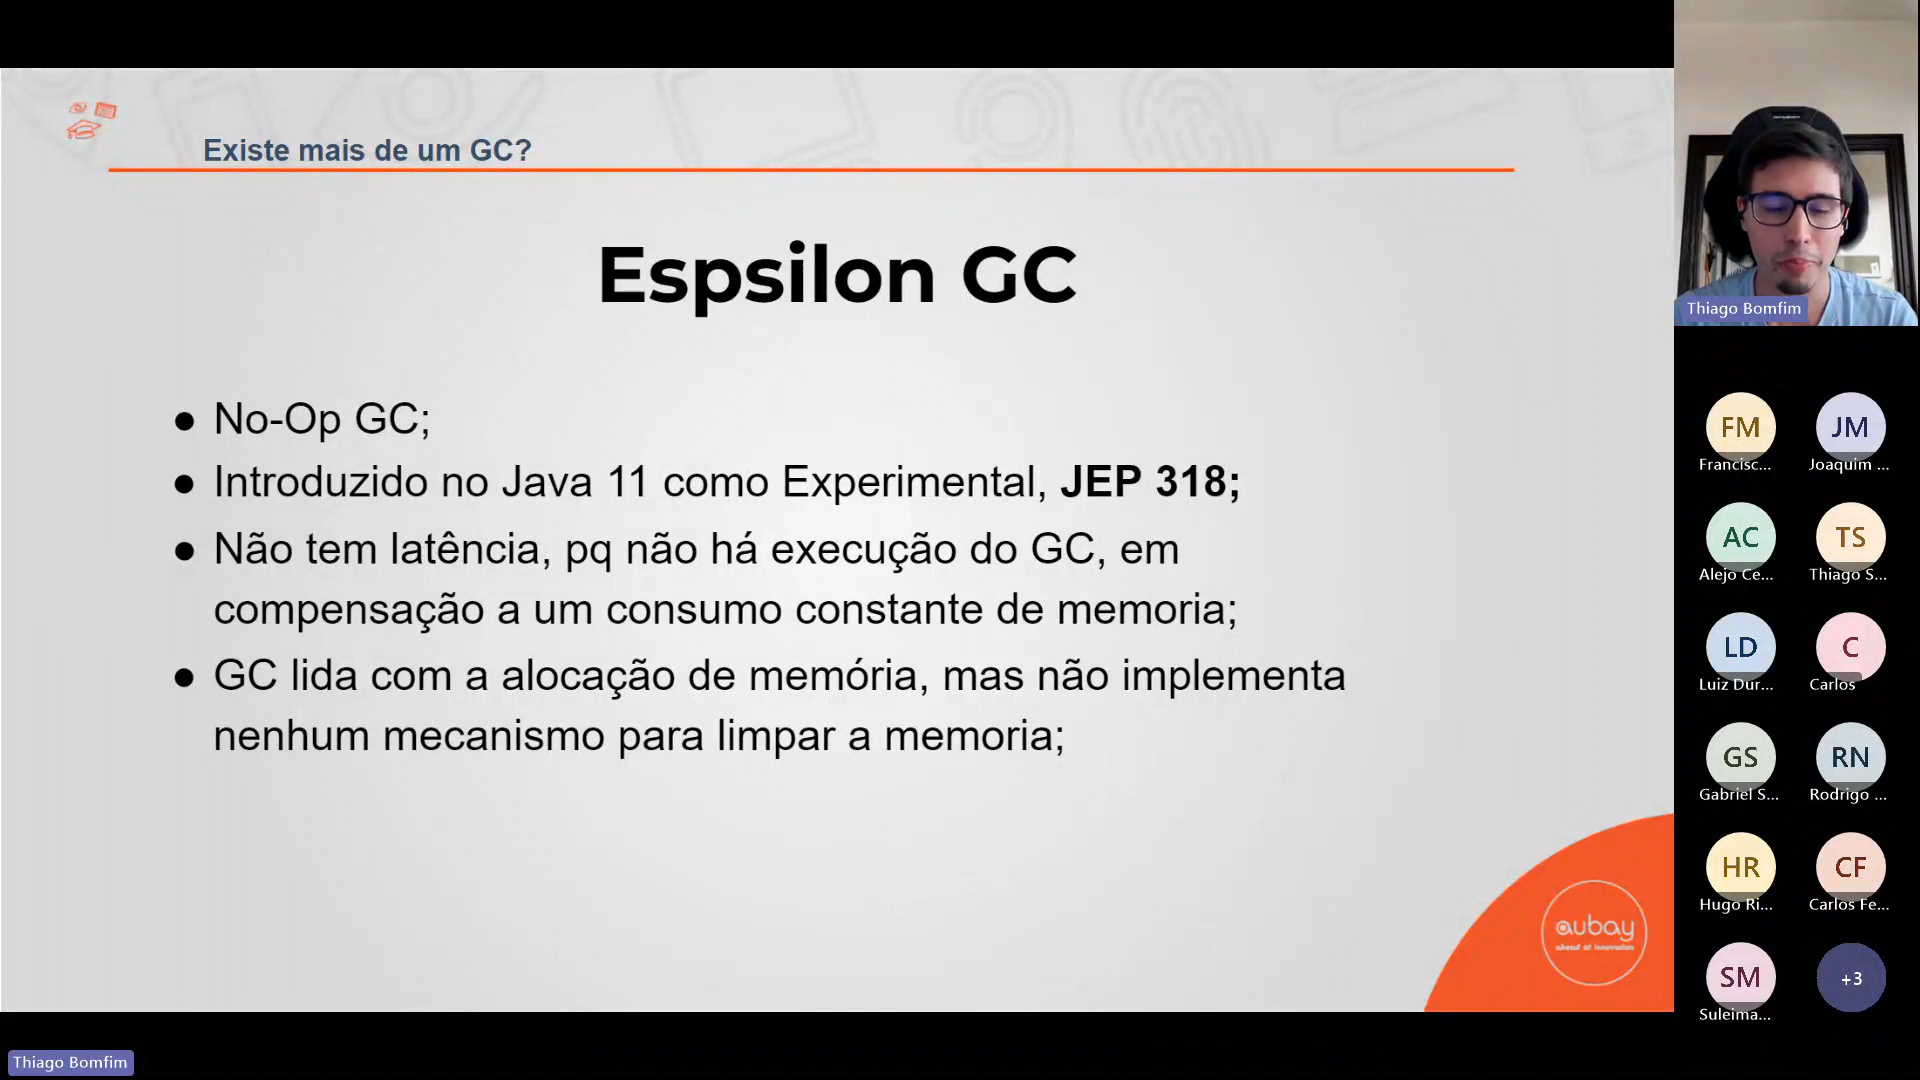 Existe mais de um GC?
Espsilon GC
● No-Op GC;
● Introduzido no Java 11 como Experimental, JEP 318;
● Não tem latência, pq não há execução do GC, em
compensação a um consumo constante de memoria;
● GC lida com a alocação de memória, mas não implementa
nenhum mecanismo para limpar a memoria;
aubay
ahead of innovation
Thiago Bomfim
FM
Francisc...
JM
Joaquim ...
AC
Alejo Ce...
TS
Thiago S...
LD
Luiz Dur...
C
Carlos
GS
Gabriel S...
RN
Rodrigo ...
HR
Hugo Ri...
CF
Carlos Fe...
SM
Suleima...
+3
Thiago Bomfim